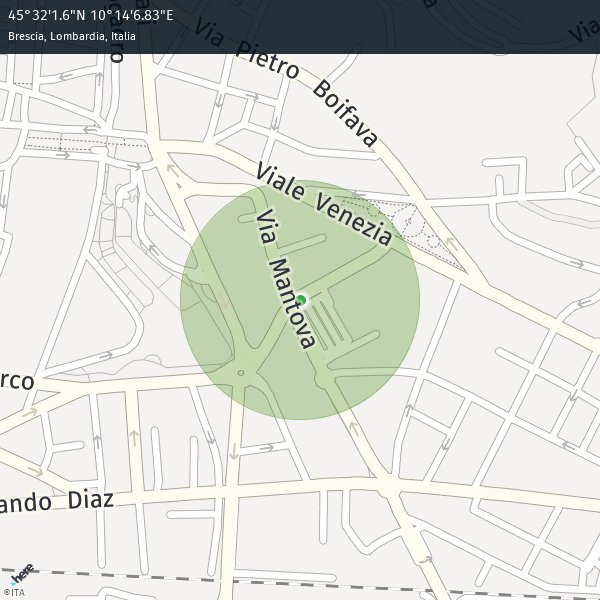 45°32'1.6"N 10°14'6.83"E
Brescia, Lombardia, Italia
Via Pietro Boifava
Via
Viale Venezia
Via Mantova
rco
ando Diaz
here
©ITA